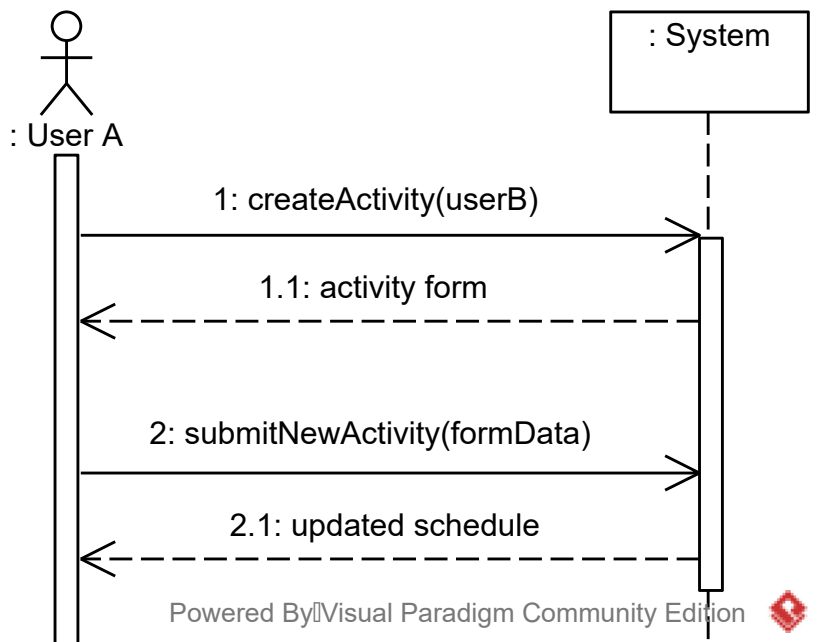 : System
: User A
1: createActivity(userB)
1.1: activity form
2: submitNewActivity(formData)
2.1: updated schedule
Powered By Visual Paradigm Community Edition